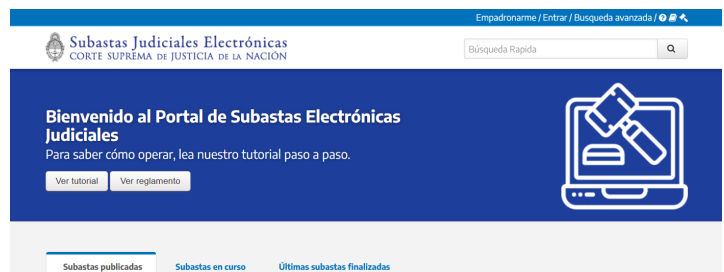 Empadronarme / Entrar / Busqueda avanzada /
Subastas Judiciales Electrónicas
CORTE SUPREMA DE JUSTICIA DE LA NACIÓN
Búsqueda Rapida
Bienvenido al Portal de Subastas Electrónicas
Judiciales
Para saber cómo operar, lea nuestro tutorial paso a paso.
Ver tutorial Ver reglamento
Subastas publicadas Subastas en curso Últimas subastas finalizadas